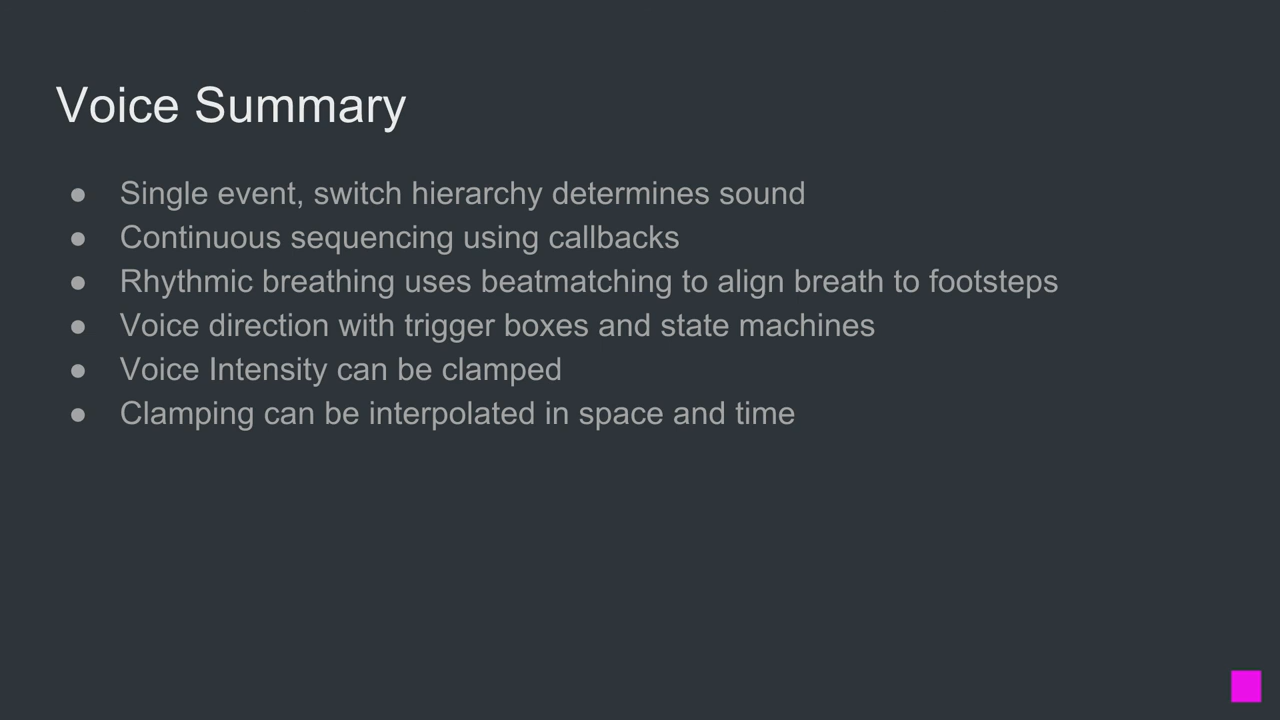 Voice Summary
● Single event, switch hierarchy determines sound
● Continuous sequencing using callbacks
● Rhythmic breathing uses beatmatching to align breath to footsteps
● Voice direction with trigger boxes and state machines
● Voice Intensity can be clamped
● Clamping can be interpolated in space and time